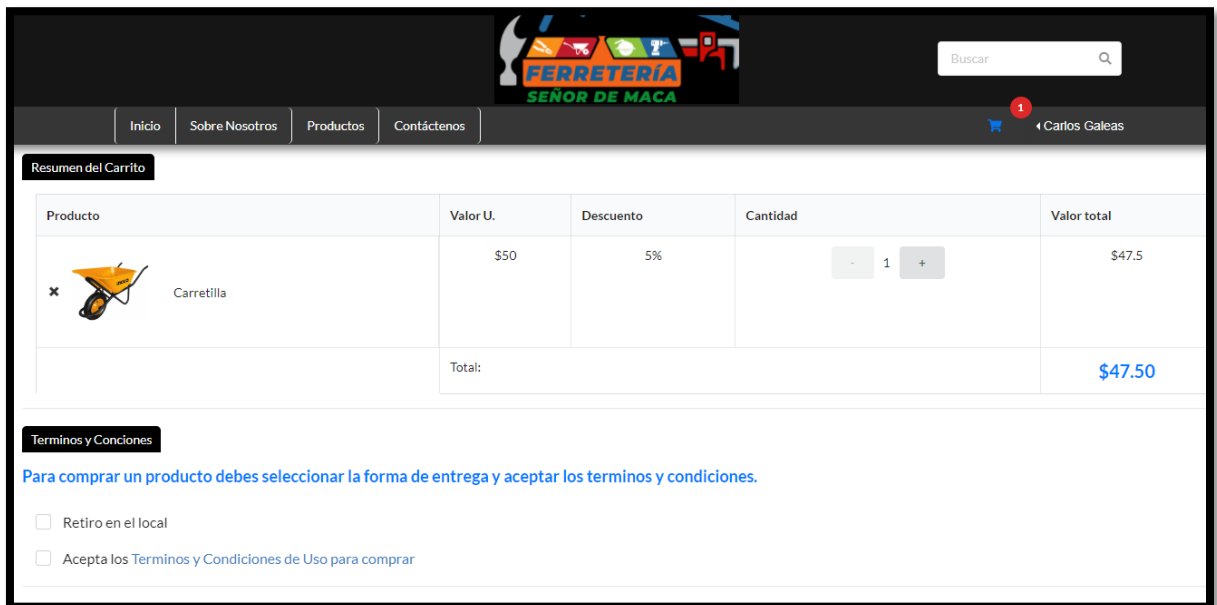 FERRETERÍA
SEÑOR DE MACA
Buscar
Inicio Sobre Nosotros Productos Contáctenos 1 Carlos Galeas
Resumen del Carrito
Producto Valor U. Descuento Cantidad Valor total
Carretilla $50 5% - 1 + $47.5
Total: $47.50
Terminos y Conciones
Para comprar un producto debes seleccionar la forma de entrega y aceptar los terminos y condiciones.
Retiro en el local
Acepta los Terminos y Condiciones de Uso para comprar